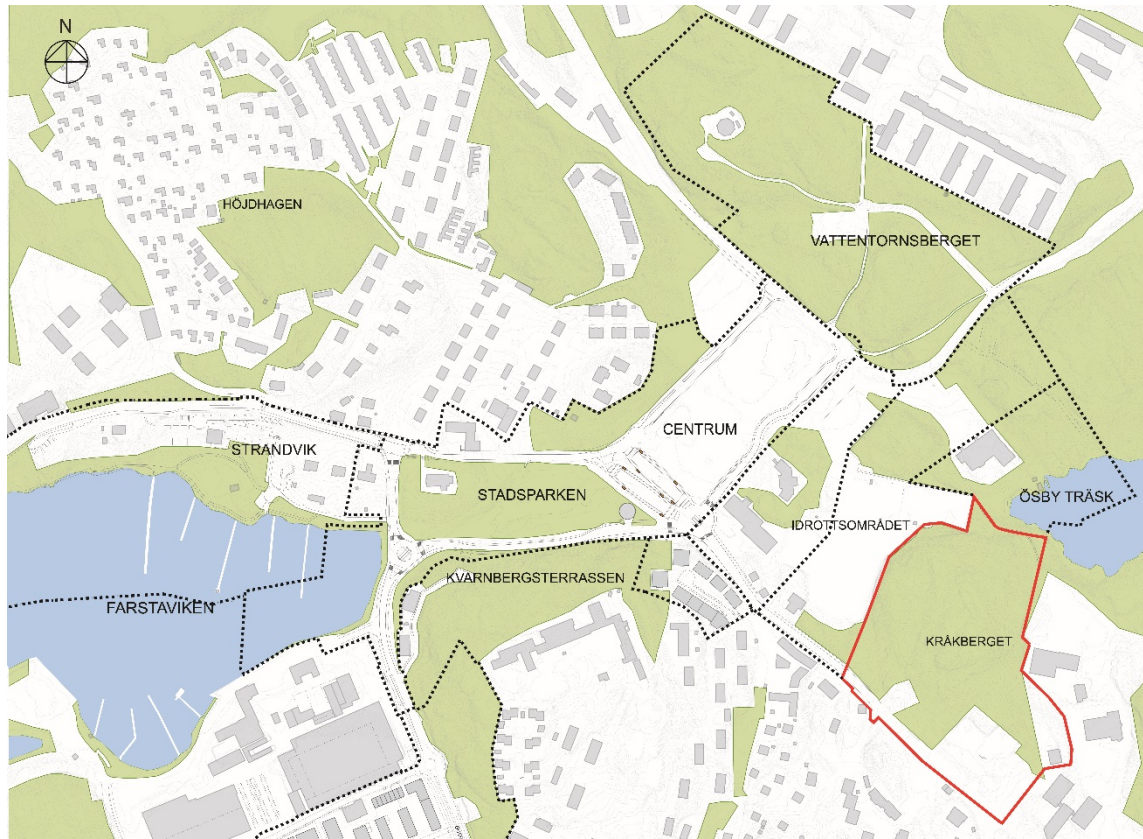 N
HÖJDHAGEN
VATTENTORNSBERGET
CENTRUM
STRANDVIK
STADSPARKEN
ÖSBY TRÄSK
IDROTTSOMRÅDET
KVARNBERGSTERRASSEN
FARSTAVIKEN
KRÅKBERGET